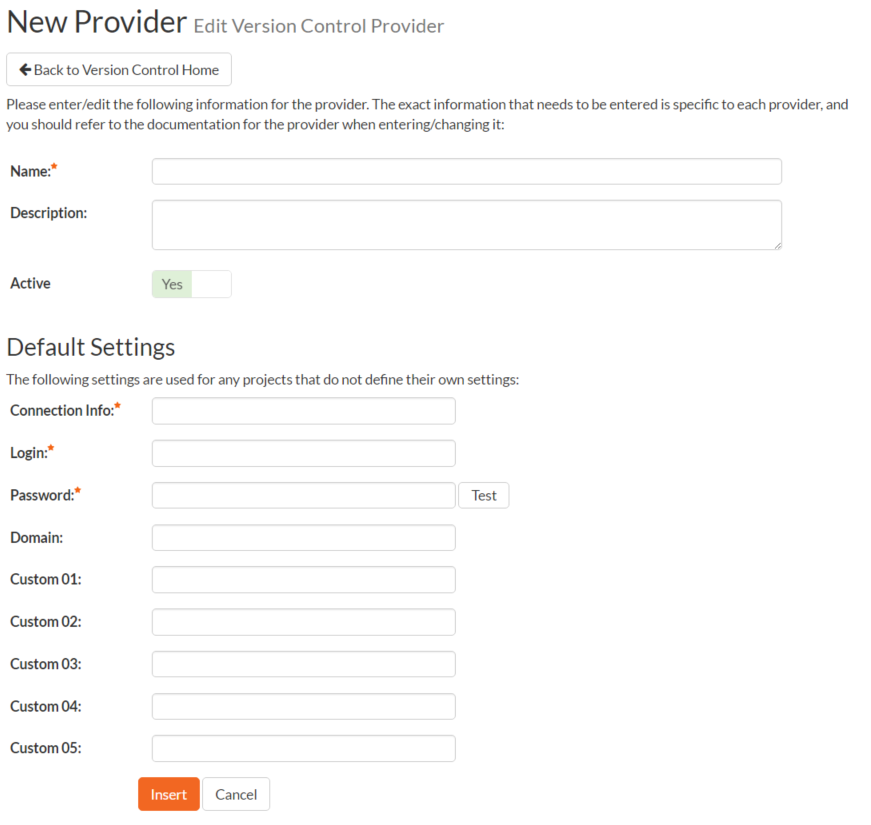 New Provider Edit Version Control Provider
Back to Version Control Home
Please enter/edit the following information for the provider. The exact information that needs to be entered is specific to each provider, and
you should refer to the documentation for the provider when entering/changing it:
Name:*
Description:
Active Yes
Default Settings
The following settings are used for any projects that do not define their own settings:
Connection Info:*
Login:*
Password:* Test
Domain:
Custom 01:
Custom 02:
Custom 03:
Custom 04:
Custom 05:
Insert Cancel